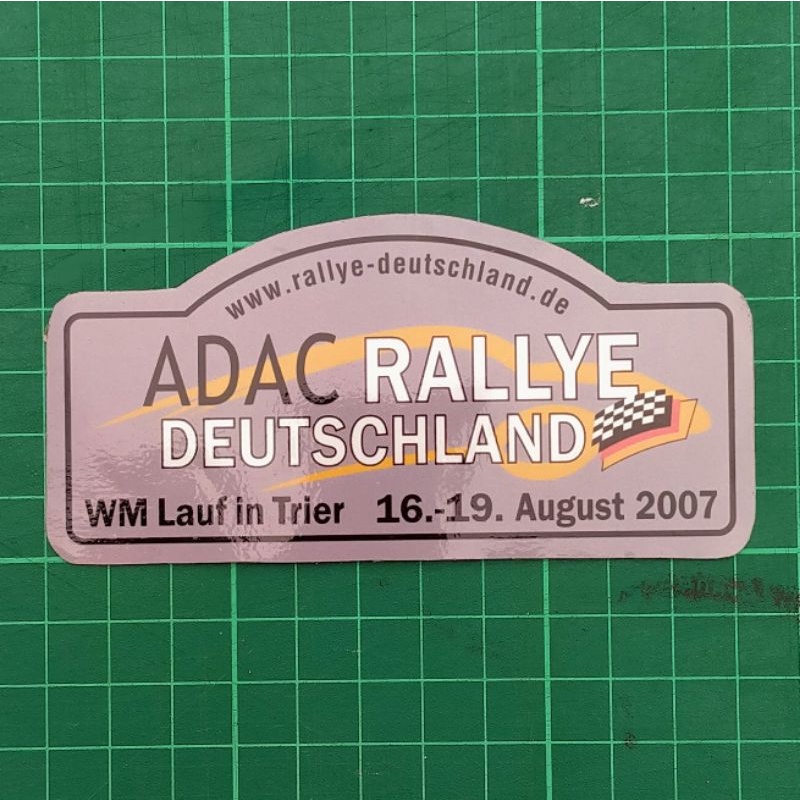 www.rallye-deutschland.de
ADAC RALLYE
DEUTSCHLAND
WM Lauf in Trier 16.-19. August 2007